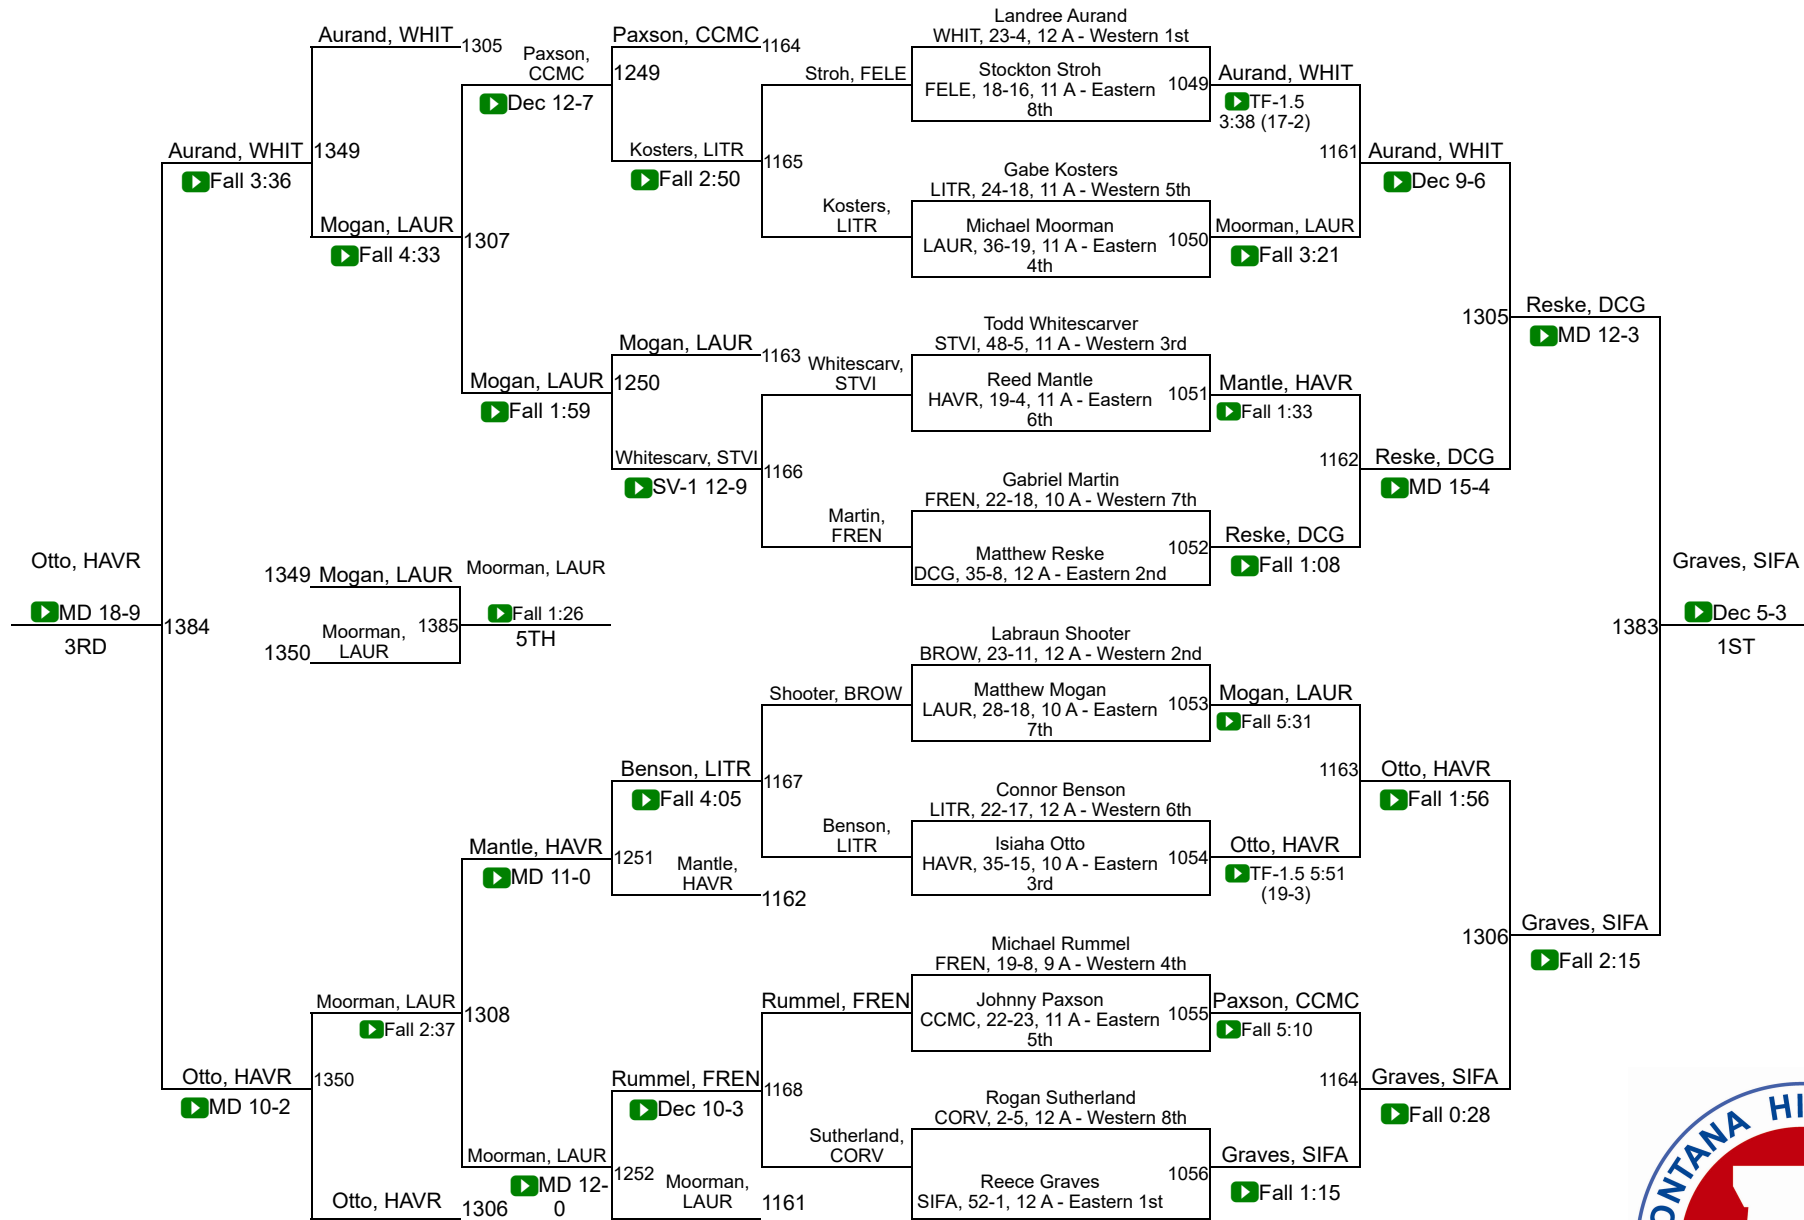 Landree Aurand
WHIT, 23-4, 12 A - Western 1st
Stockton Stroh
FELE, 18-16, 11 A - Eastern
8th
1049
Gabe Kosters
LITR, 24-18, 11 A - Western 5th
Michael Moorman
LAUR, 36-19, 11 A - Eastern
4th
1050
Todd Whitescarver
STVI, 48-5, 11 A - Western 3rd
Reed Mantle
HAVR, 19-4, 11 A - Eastern
6th
1051
Gabriel Martin
FREN, 22-18, 10 A - Western 7th
Matthew Reske
DCG, 35-8, 12 A - Eastern 2nd
1052
Labraun Shooter
BROW, 23-11, 12 A - Western 2nd
Matthew Mogan
LAUR, 28-18, 10 A - Eastern
7th
1053
Connor Benson
LITR, 22-17, 12 A - Western 6th
Isiaha Otto
HAVR, 35-15, 10 A - Eastern
3rd
1054
Michael Rummel
FREN, 19-8, 9 A - Western 4th
Johnny Paxson
CCMC, 22-23, 11 A - Eastern
5th
1055
Rogan Sutherland
CORV, 2-5, 12 A - Western 8th
Reece Graves
SIFA, 52-1, 12 A - Eastern 1st
1056
Aurand, WHIT
TF-1.5
3:38 (17-2)
1161
Moorman, LAUR
Fall 3:21
Mantle, HAVR
Fall 1:33
1162
Reske, DCG
Fall 1:08
Mogan, LAUR
Fall 5:31
1163
Otto, HAVR
TF-1.5 5:51
(19-3)
Paxson, CCMC
Fall 5:10
1164
Graves, SIFA
Fall 1:15
Aurand, WHIT
Dec 9-6
1305
Reske, DCG
MD 15-4
Otto, HAVR
Fall 1:56
1306
Graves, SIFA
Fall 0:28
Reske, DCG
MD 12-3
1383
Graves, SIFA
Fall 2:15
Graves, SIFA
Dec 5-3
1ST
Stroh, FELE
1165
Kosters,
LITR
Whitescarv,
STVI
1166
Martin,
FREN
Shooter, BROW
1167
Benson,
LITR
Rummel, FREN
1168
Sutherland,
CORV
Paxson, CCMC
1164
1249
Kosters, LITR
Fall 2:50
Mogan, LAUR
1163
1250
Whitescarv, STVI
SV-1 12-9
Benson, LITR
Fall 4:05
1251
Mantle,
HAVR
1162
Rummel, FREN
Dec 10-3
1252
Moorman,
LAUR
1161
Paxson,
CCMC
Dec 12-7
1307
Mogan, LAUR
Fall 1:59
Mantle, HAVR
MD 11-0
1308
Moorman, LAUR
MD 12-
0
Aurand, WHIT
1305
1349
Mogan, LAUR
Fall 4:33
Moorman, LAUR
Fall 2:37
1350
Otto, HAVR
1306
Aurand, WHIT
Fall 3:36
1384
Otto, HAVR
MD 10-2
Otto, HAVR
MD 18-9
3RD
1349
Mogan, LAUR
1385
1350
Moorman,
LAUR
Moorman, LAUR
Fall 1:26
5TH